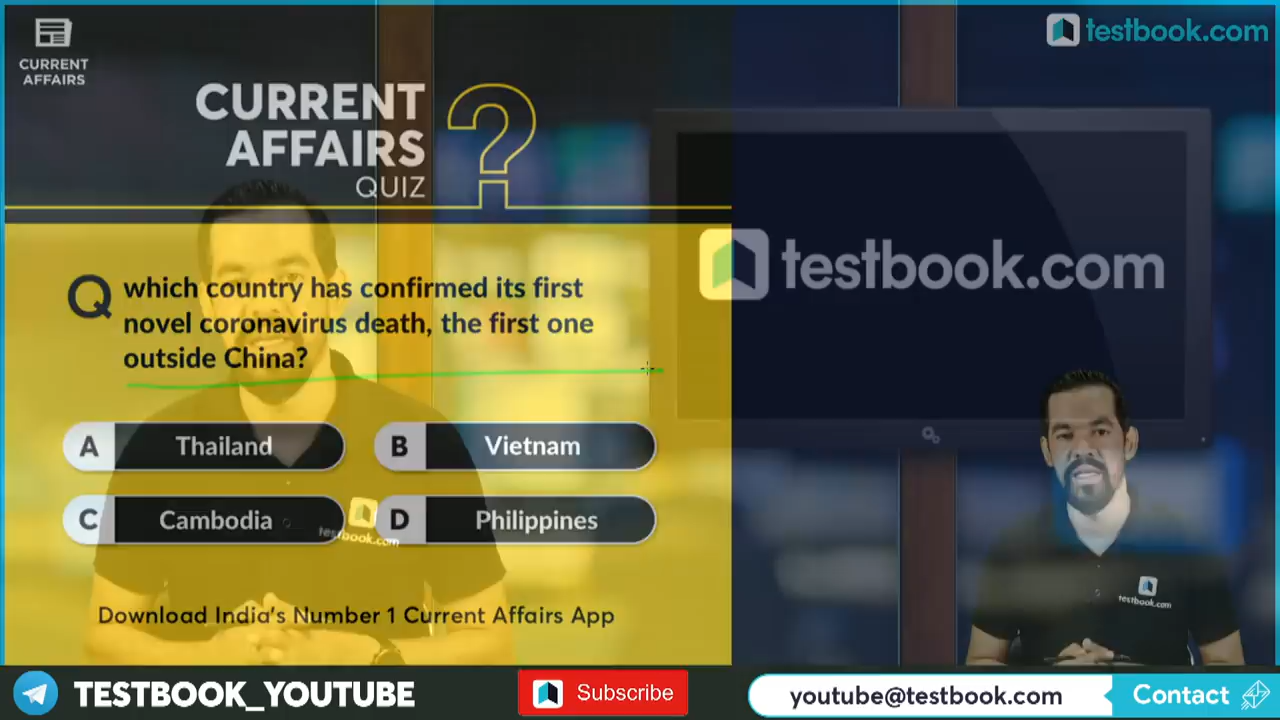 CURRENT
AFFAIRS
testbook.com
CURRENT
AFFAIRS
QUIZ
?
testbook.com
Q which country has confirmed its first
novel coronavirus death, the first one
outside China?
A Thailand
B Vietnam
C Cambodia
D Philippines
testbook.com
testbook.com
Download India's Number 1 Current Affairs App
TESTBOOK_YOUTUBE
Subscribe
youtube@testbook.com
Contact